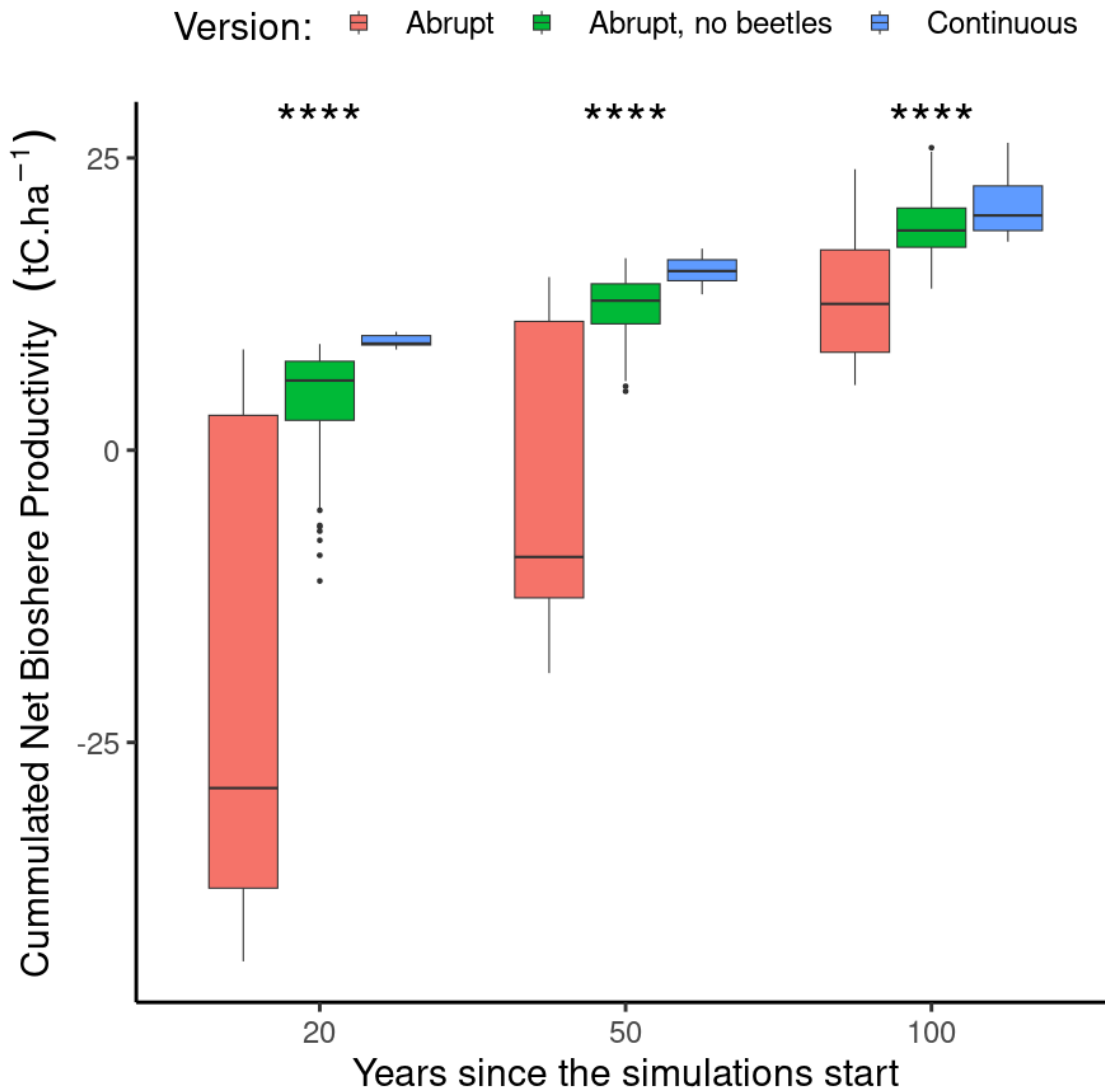 Version: Abrupt Abrupt, no beetles Continuous
**** **** ****
Cummulated Net Bioshere Productivity (tC.ha⁻¹)
25
0
-25
20 50 100
Years since the simulations start